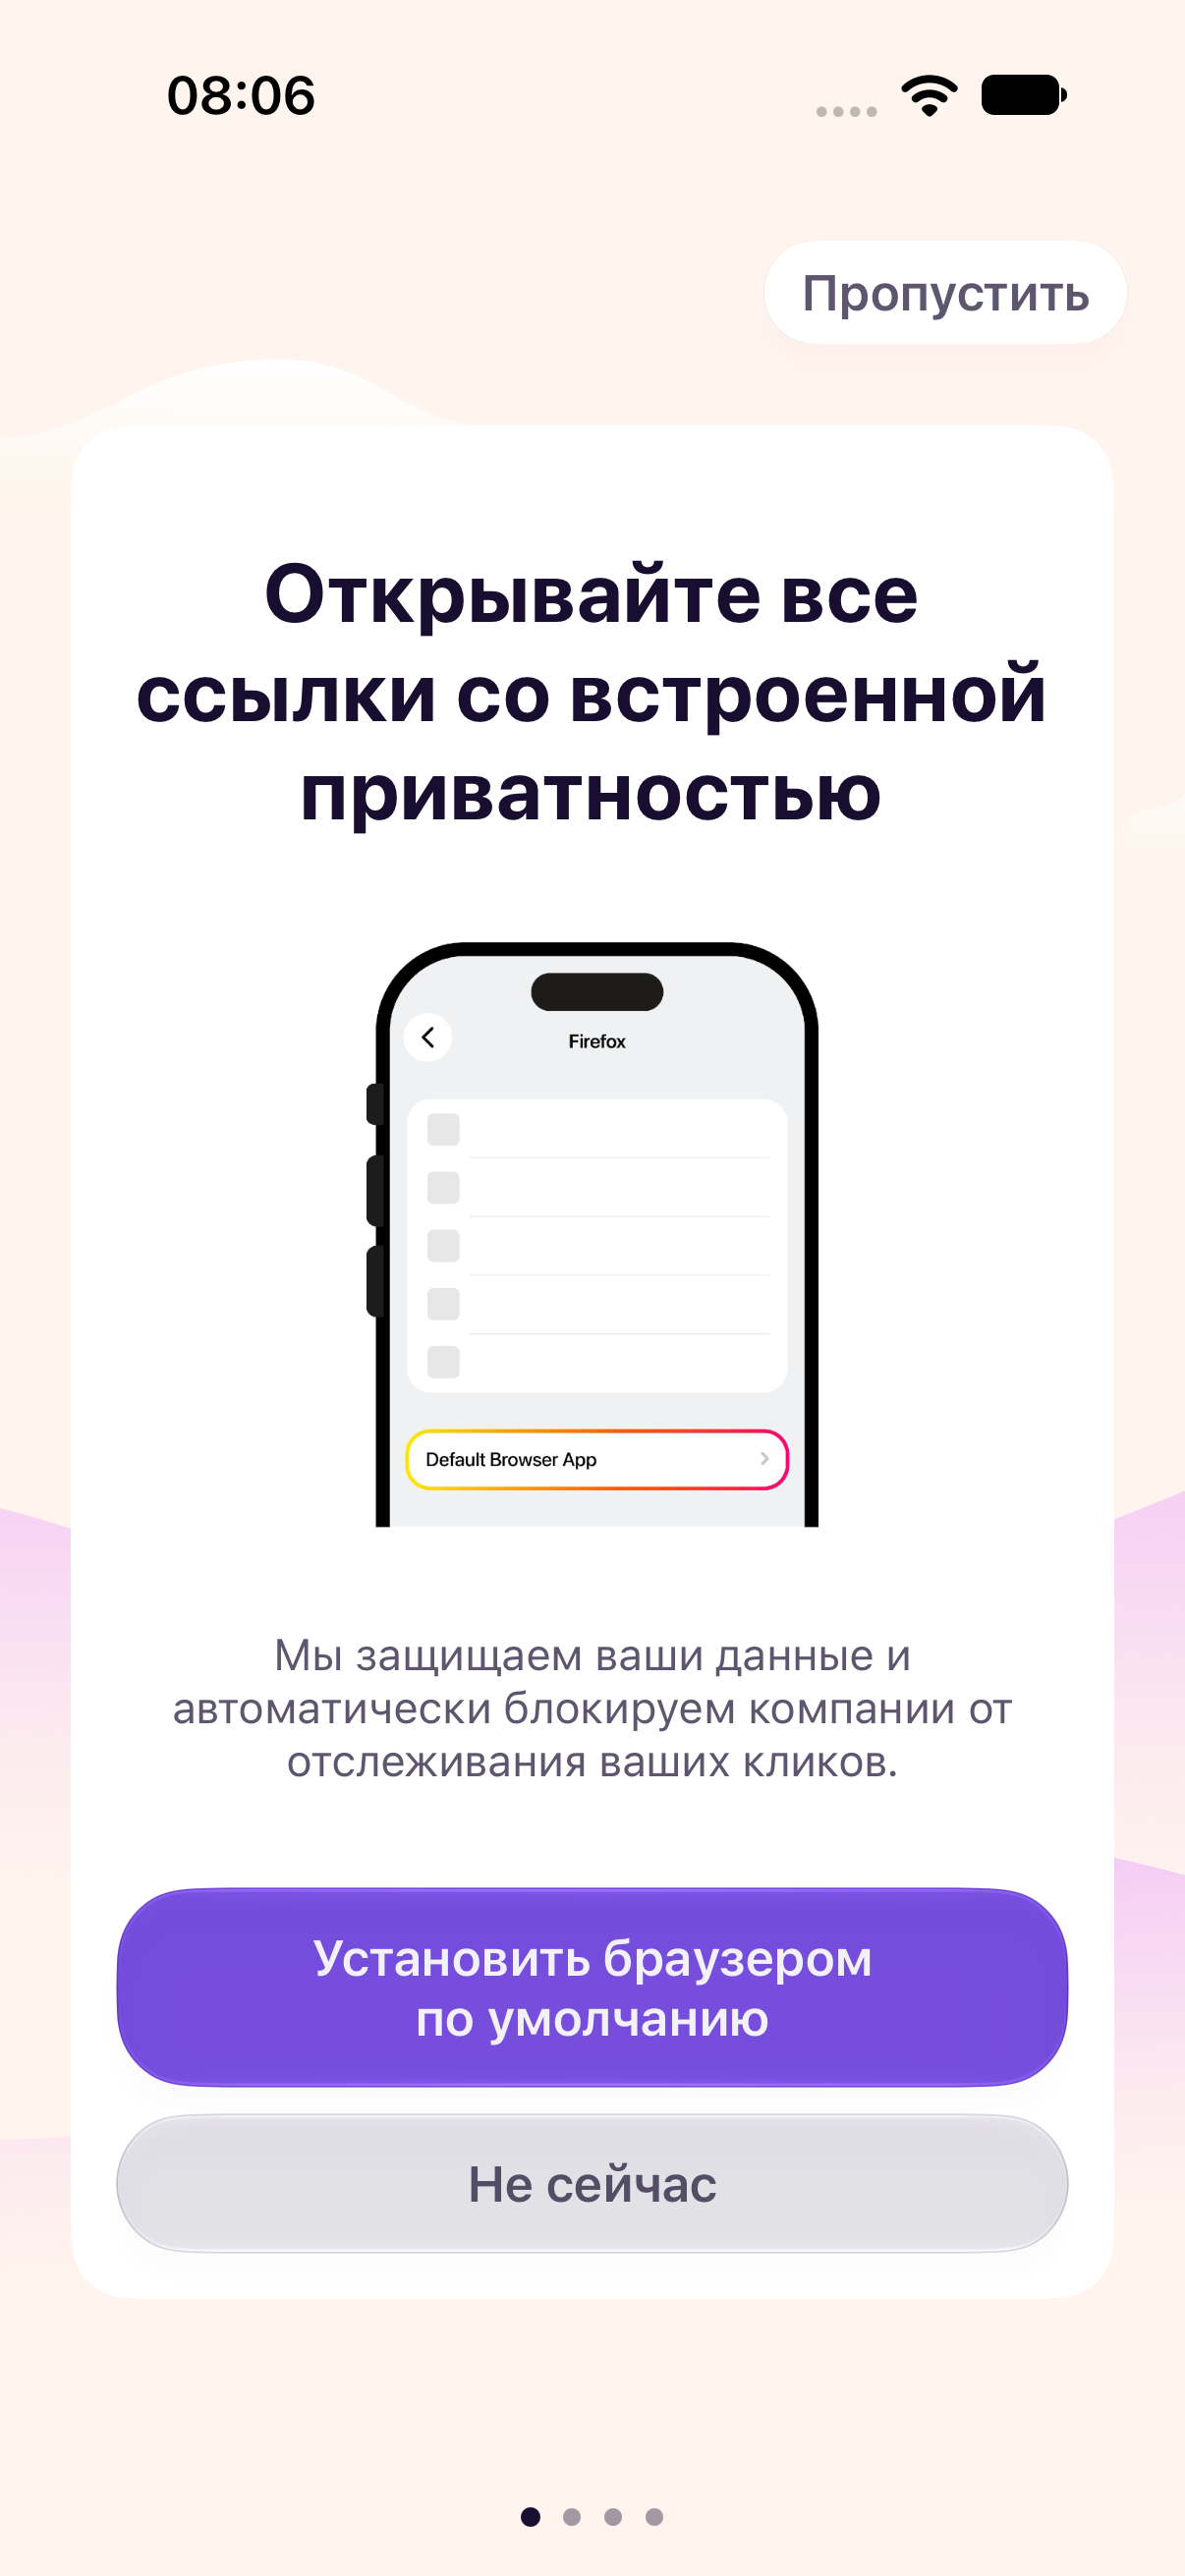 08:06
Пропустить
Открывайте все
ссылки со встроенной
приватностью
Firefox
Default Browser App
Мы защищаем ваши данные и
автоматически блокируем компании от
отслеживания ваших кликов.
Установить браузером
по умолчанию
Не сейчас